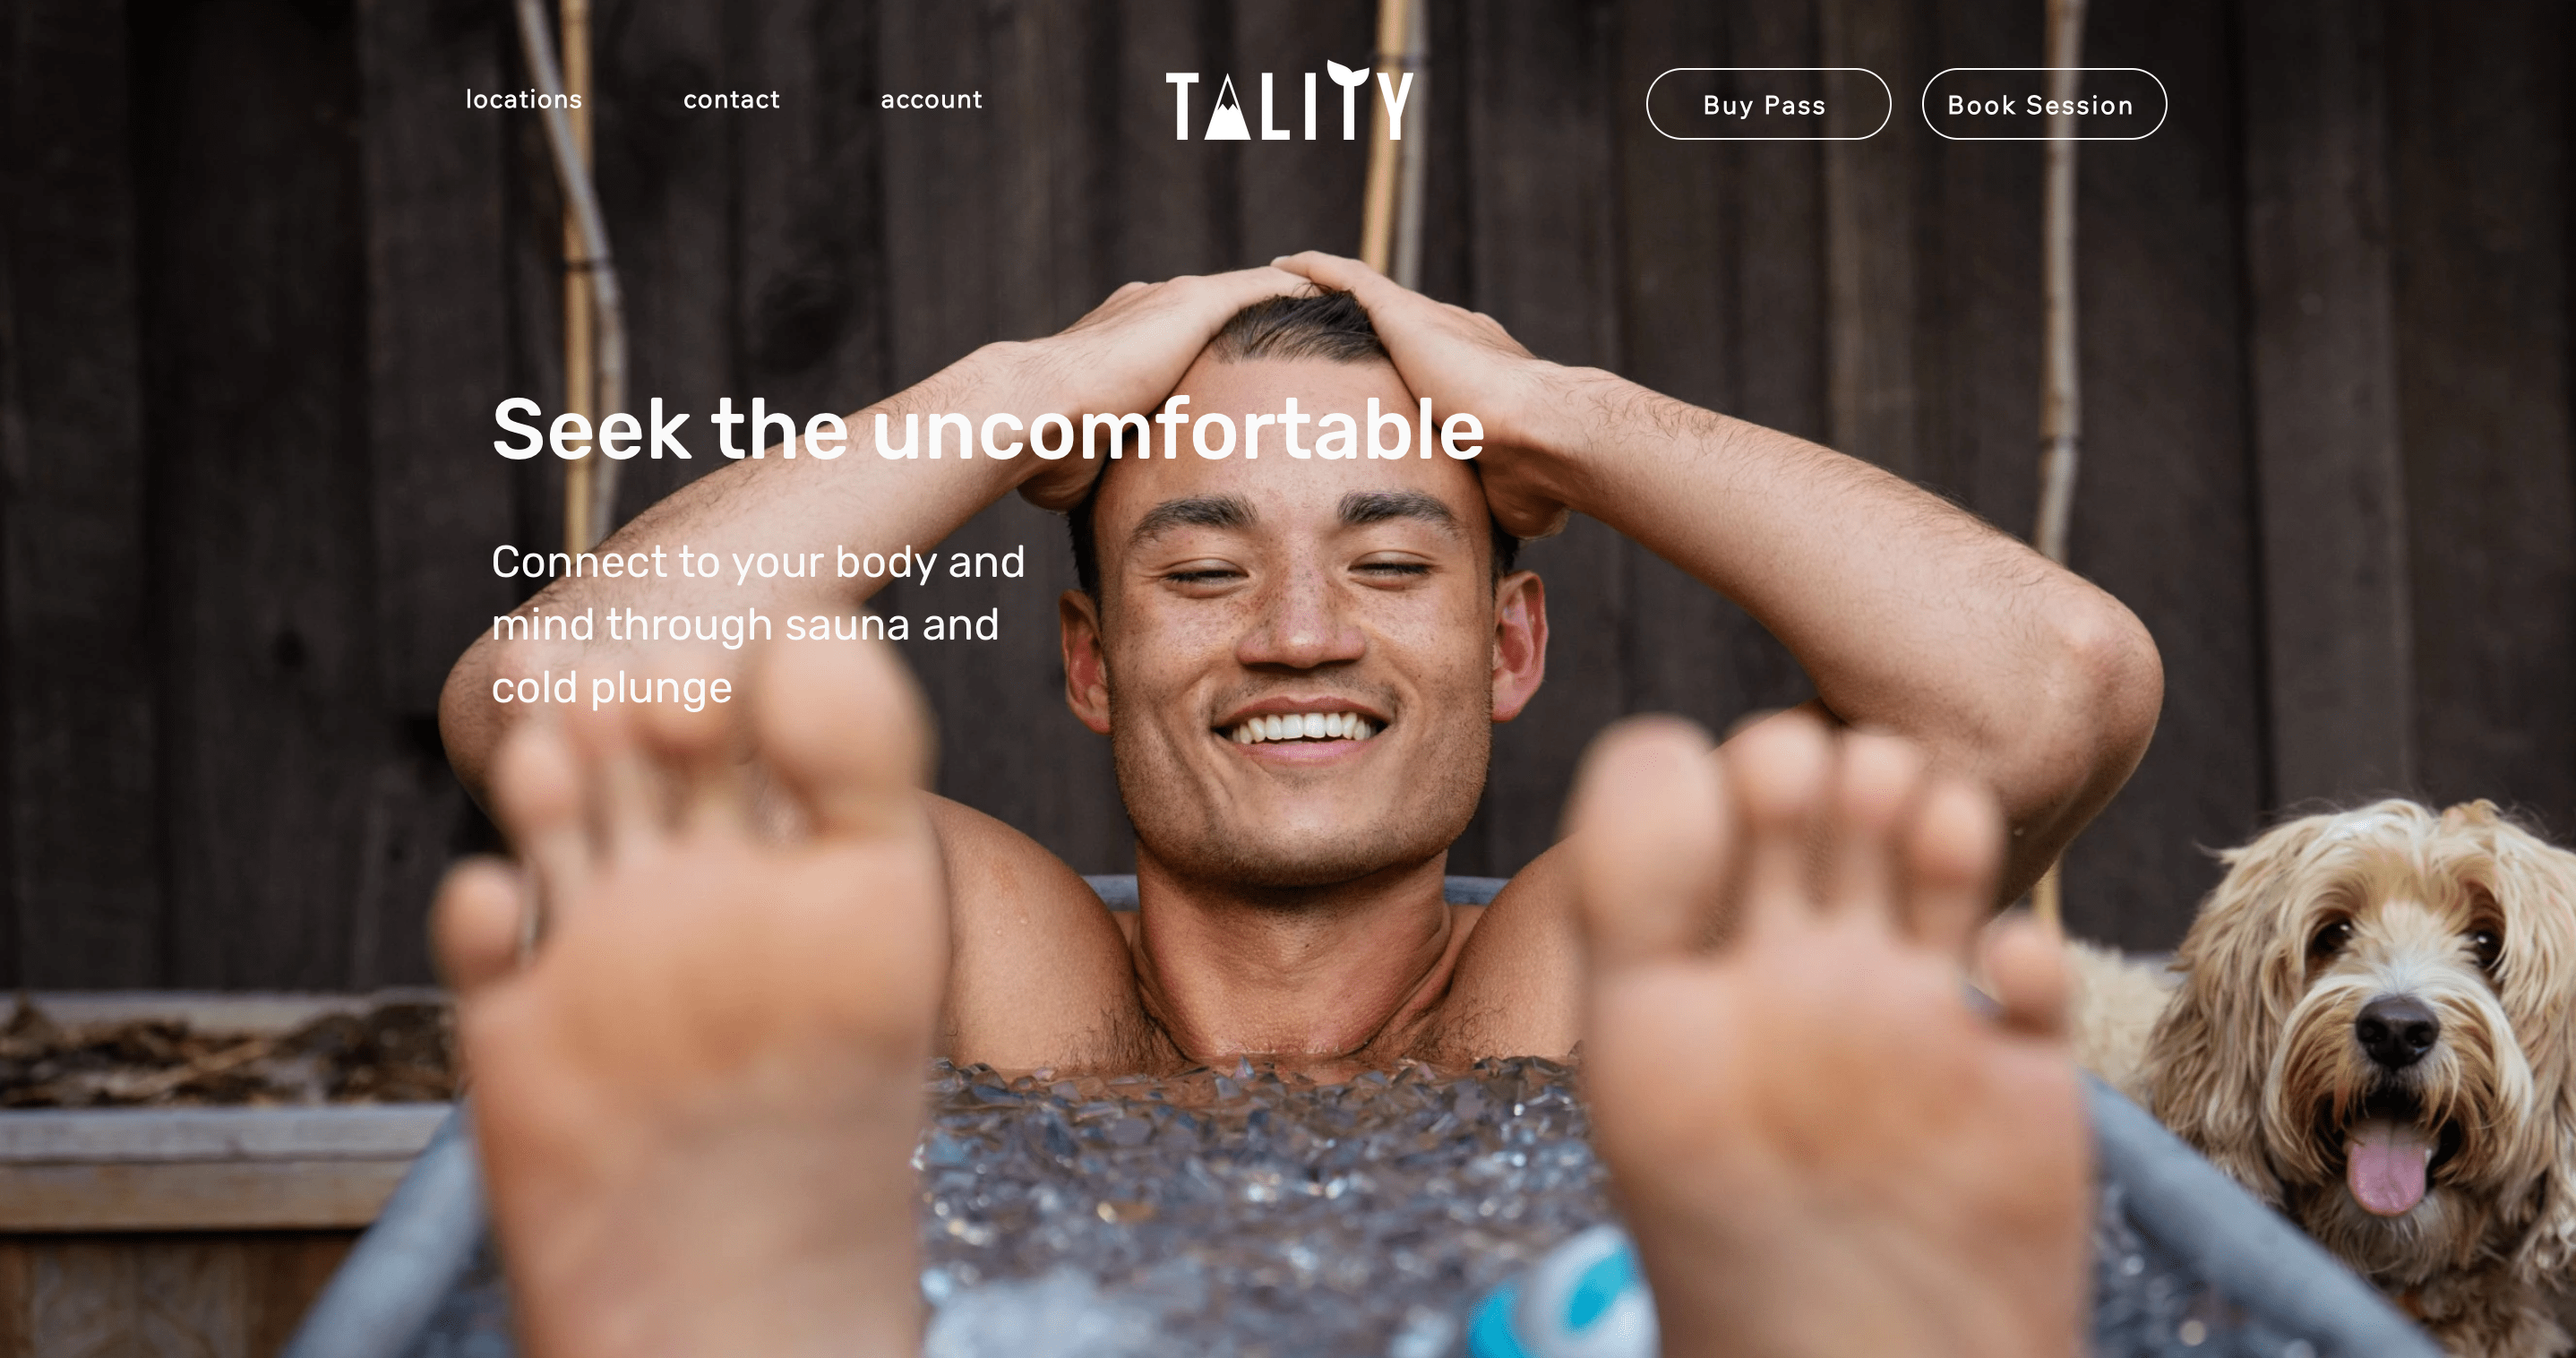 locations contact account TALITY Buy Pass Book Session
Seek the uncomfortable
Connect to your body and
mind through sauna and
cold plunge